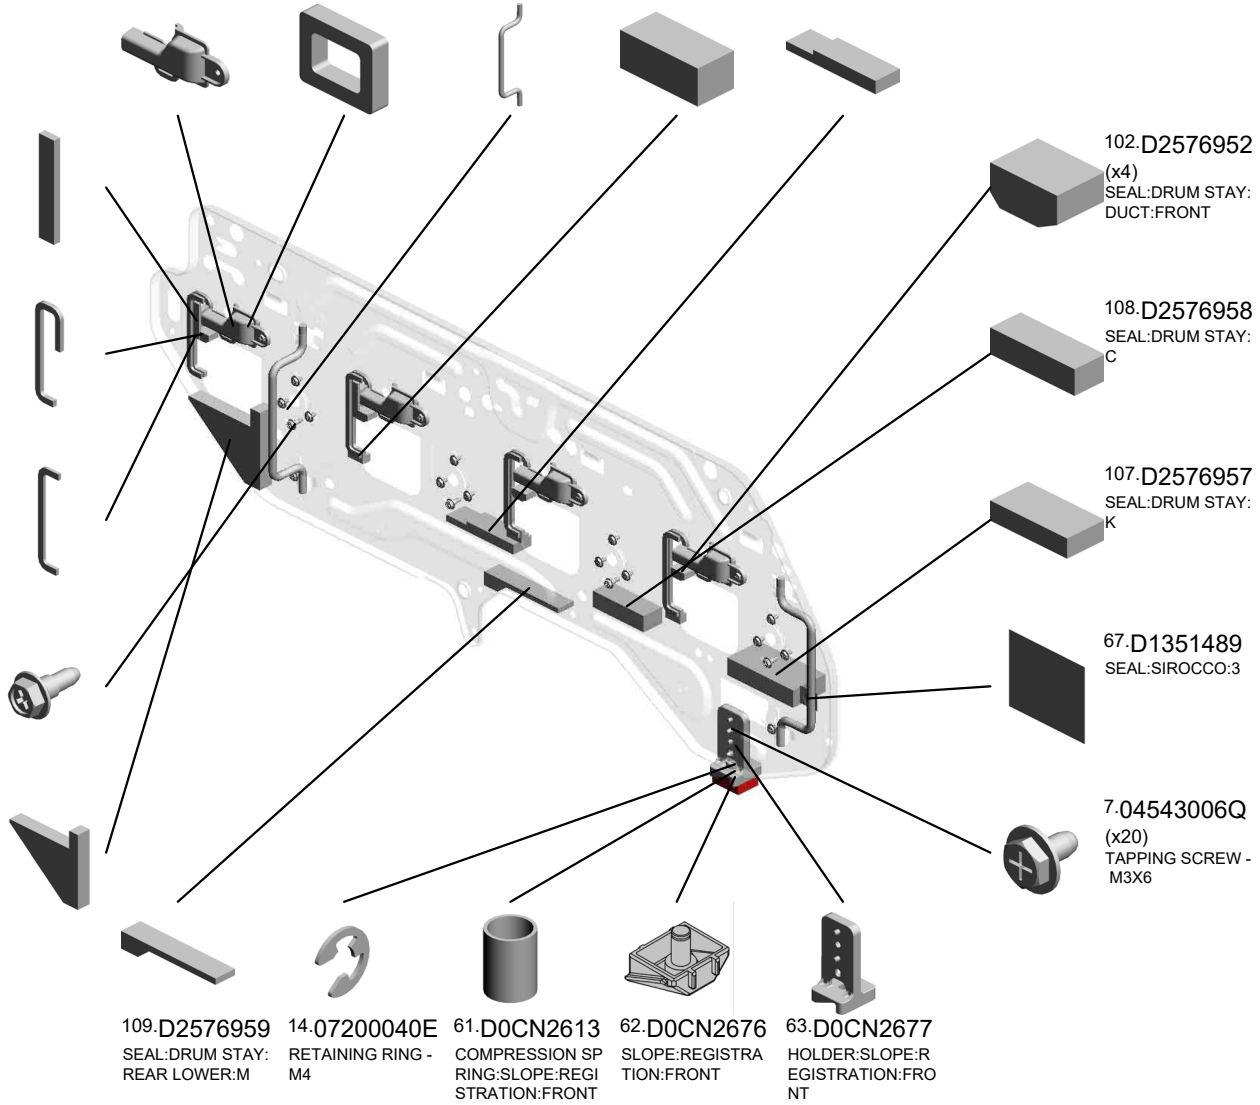 102.D2576952
(x4)
SEAL:DRUM STAY:
DUCT:FRONT
108.D2576958
SEAL:DRUM STAY:
C
107.D2576957
SEAL:DRUM STAY:
K
67.D1351489
SEAL:SIROCCO:3
7.04543006Q
(x20)
TAPPING SCREW -
M3X6
109.D2576959
SEAL:DRUM STAY:
REAR LOWER:M
14.07200040E
RETAINING RING -
M4
61.D0CN2613
COMPRESSION SP
RING:SLOPE:REGI
STRATION:FRONT
62.D0CN2676
SLOPE:REGISTRA
TION:FRONT
63.D0CN2677
HOLDER:SLOPE:R
EGISTRATION:FRO
NT